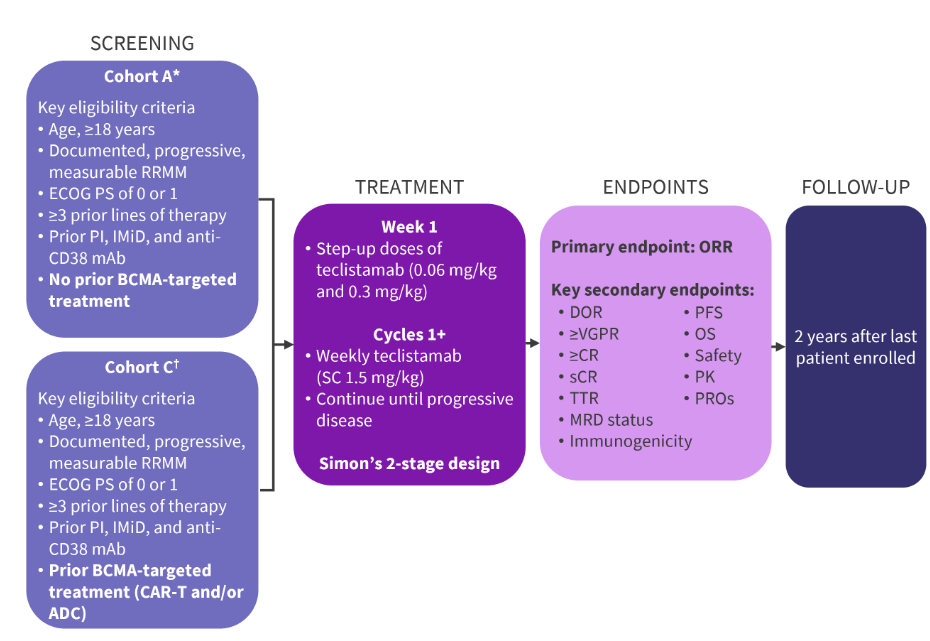 SCREENING
Cohort A*
Key eligibility criteria
• Age, ≥18 years
• Documented, progressive,
measurable RRMM
• ECOG PS of 0 or 1
• ≥3 prior lines of therapy
• Prior PI, IMiD, and anti-
CD38 mAb
• No prior BCMA-targeted
treatment
Cohort C†
Key eligibility criteria
• Age, ≥18 years
• Documented, progressive,
measurable RRMM
• ECOG PS of 0 or 1
• ≥3 prior lines of therapy
• Prior PI, IMiD, and anti-
CD38 mAb
• Prior BCMA-targeted
treatment (CAR-T and/or
ADC)
TREATMENT
Week 1
• Step-up doses of
teclistamab (0.06 mg/kg
and 0.3 mg/kg)
Cycles 1+
• Weekly teclistamab
(SC 1.5 mg/kg)
• Continue until progressive
disease
Simon's 2-stage design
ENDPOINTS
Primary endpoint: ORR
Key secondary endpoints:
• DOR
• ≥VGPR
• ≥CR
• sCR
• TTR
• MRD status
• Immunogenicity
• PFS
• OS
• Safety
• PK
• PROs
FOLLOW-UP
2 years after last
patient enrolled